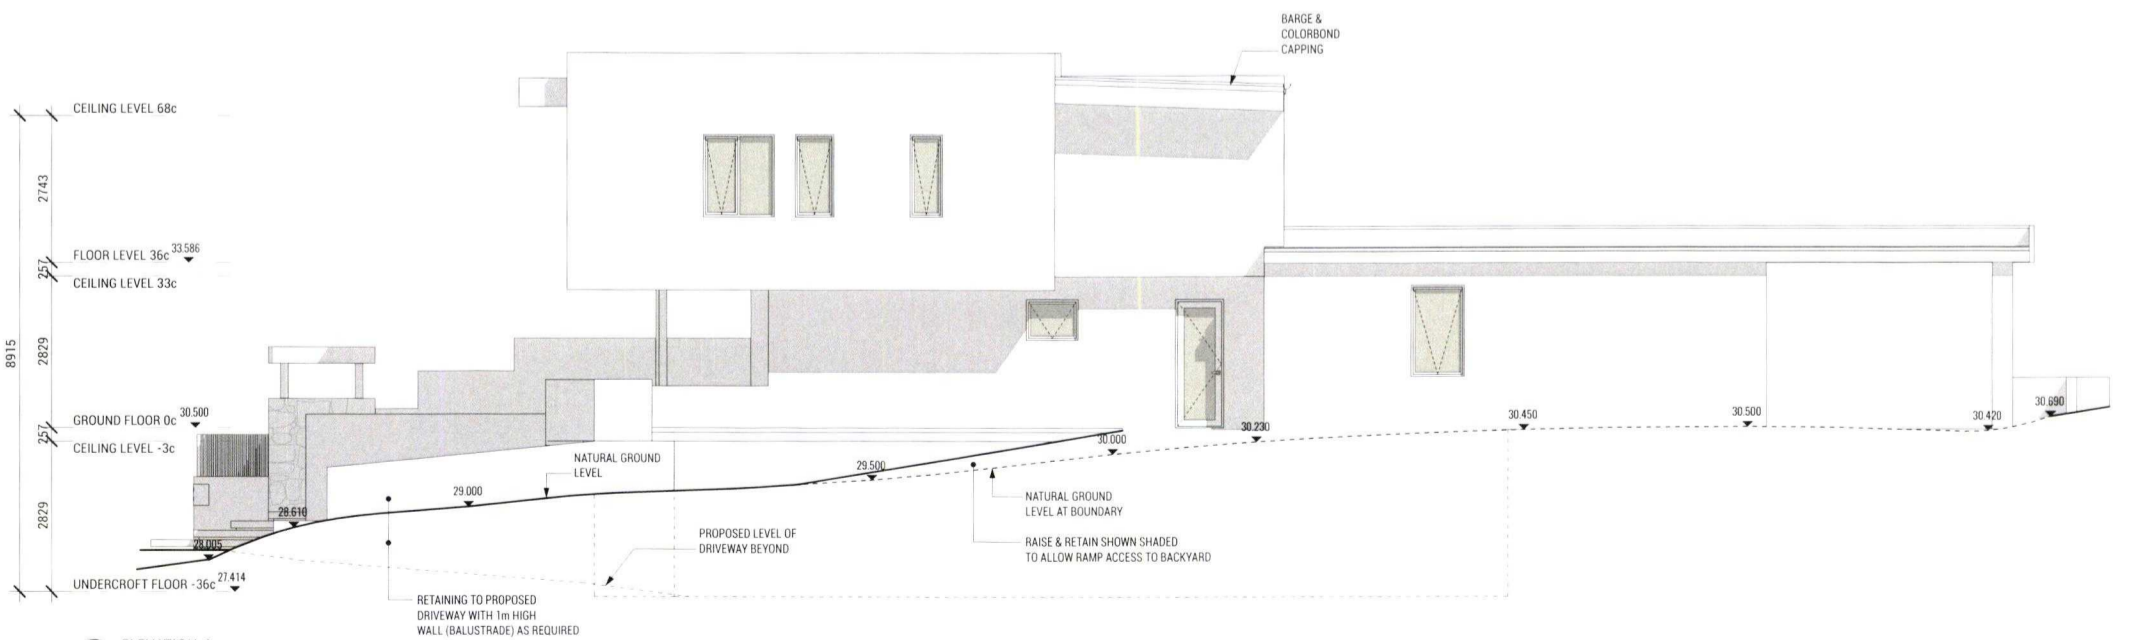 BARGE &
COLORBOND
CAPPING
CEILING LEVEL 68c
2743
FLOOR LEVEL 36c 33.586
257
CEILING LEVEL 33c
8915
2829
GROUND FLOOR 0c 30.500
257
CEILING LEVEL -3c
2829
UNDERCROFT FLOOR -36c 27.414
28.005
28.610
29.000
NATURAL GROUND
LEVEL
29.500
30.000
30.230
30.450
30.500
30.420
30.690
NATURAL GROUND
LEVEL AT BOUNDARY
PROPOSED LEVEL OF
DRIVEWAY BEYOND
RAISE & RETAIN SHOWN SHADED
TO ALLOW RAMP ACCESS TO BACKYARD
RETAINING TO PROPOSED
DRIVEWAY WITH 1m HIGH
WALL (BALUSTRADE) AS REQUIRED